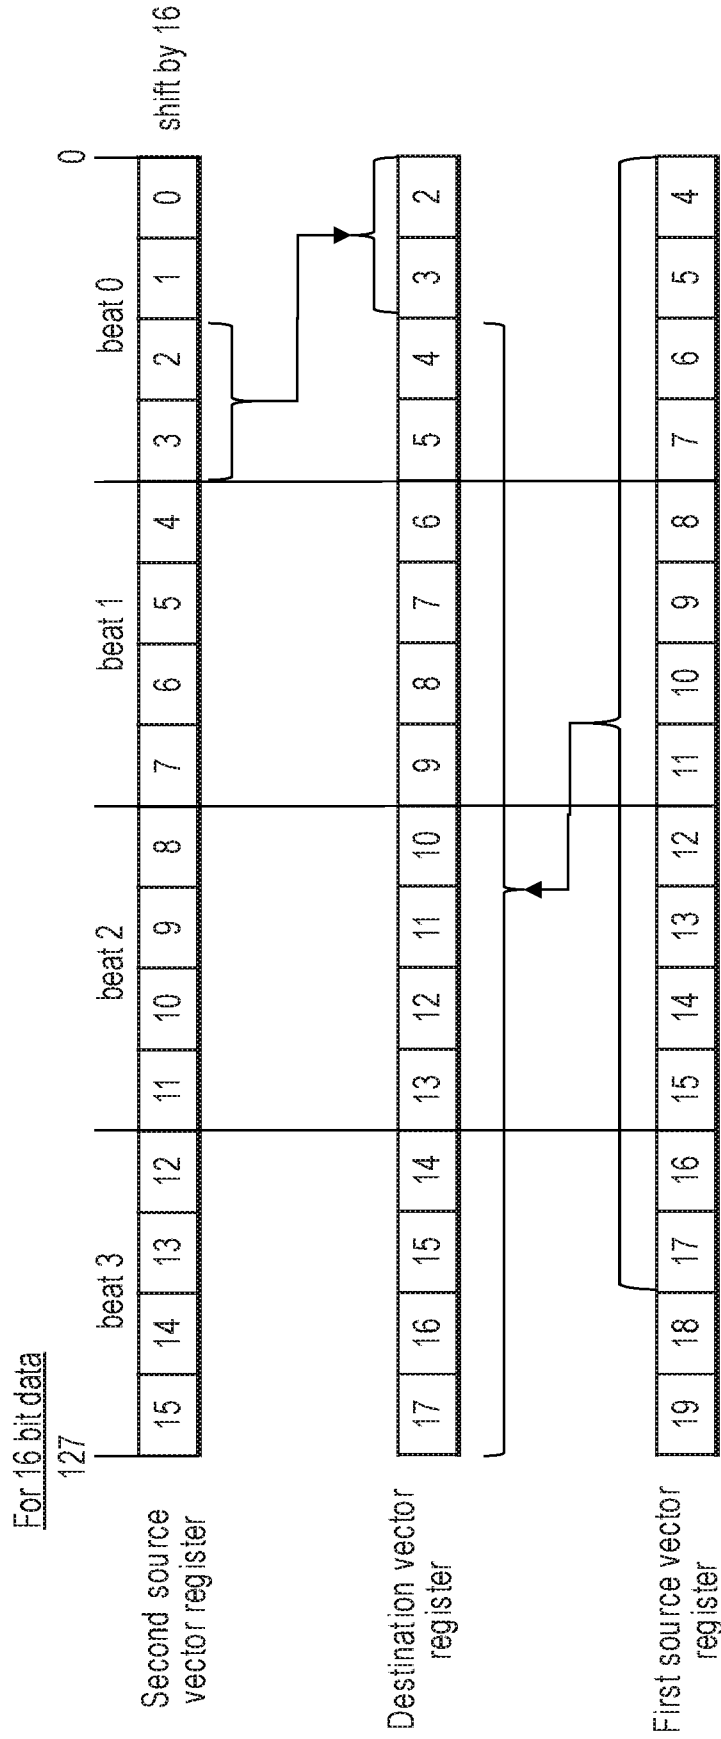 For 16 bit data
127
0
beat 3
beat 2
beat 1
beat 0
Second source
vector register
15 14 13 12 11 10 9 8 7 6 5 4 3 2 1 0
shift by 16
Destination vector
register
17 16 15 14 13 12 11 10 9 8 7 6 5 4 3 2
First source vector
register
19 18 17 16 15 14 13 12 11 10 9 8 7 6 5 4